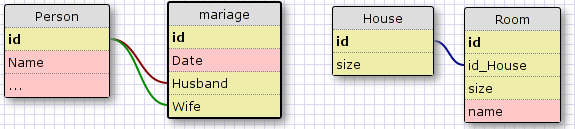 Person
id
Name
...
mariage
id
Date
Husband
Wife
House
id
size
Room
id
id_House
size
name